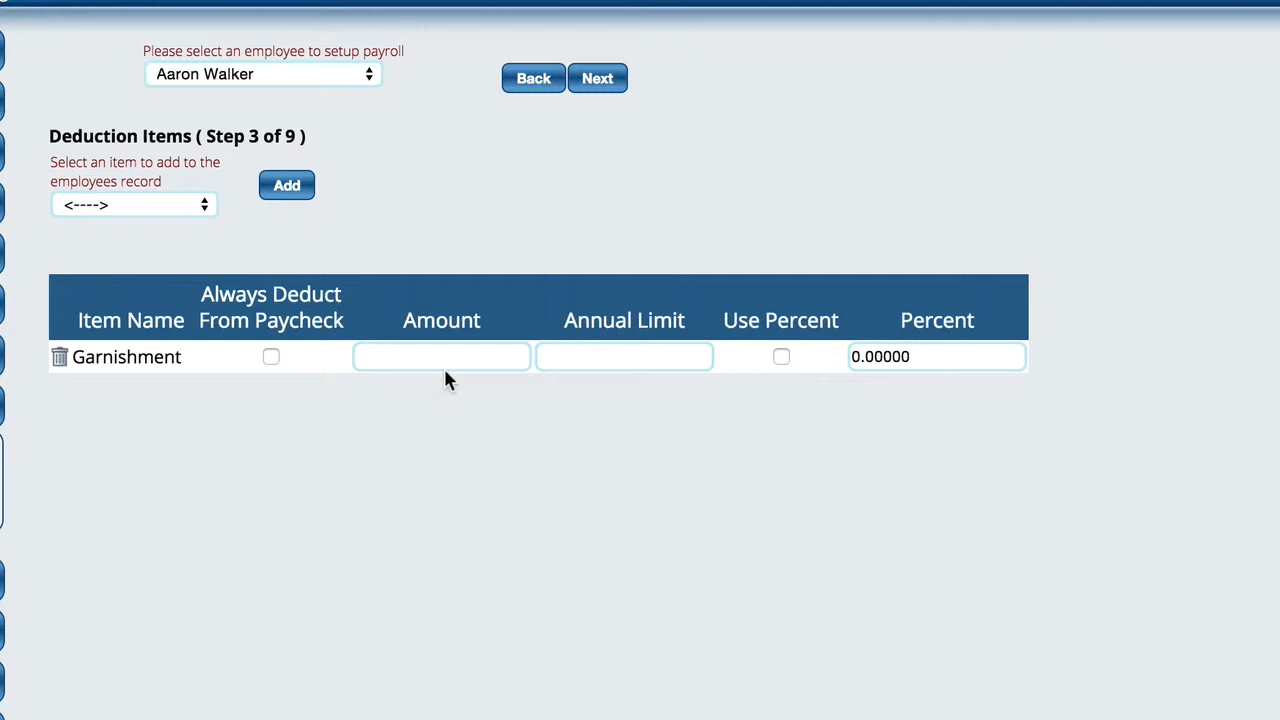 Please select an employee to setup payroll
Aaron Walker
Back Next
Deduction Items ( Step 3 of 9 )
Select an item to add to the
employees record
Add
<---->
Always Deduct
Item Name From Paycheck Amount Annual Limit Use Percent Percent
Garnishment 0.00000